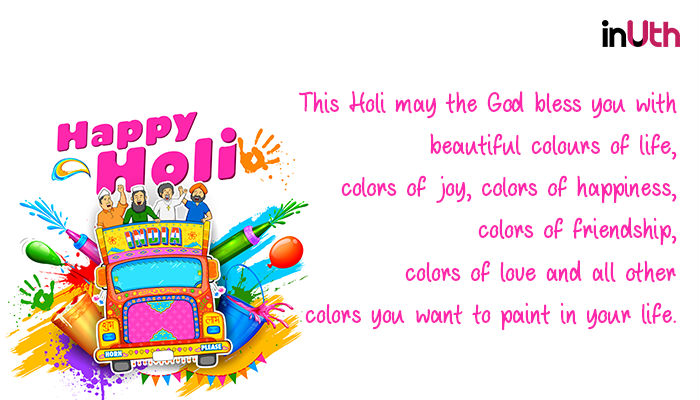 inUth
This Holi may the God bless you with
beautiful colours of life,
colors of joy, colors of happiness,
colors of friendship,
colors of love and all other
colors you want to paint in your life.
Happy
Holi
INDIA
HORN PLEASE